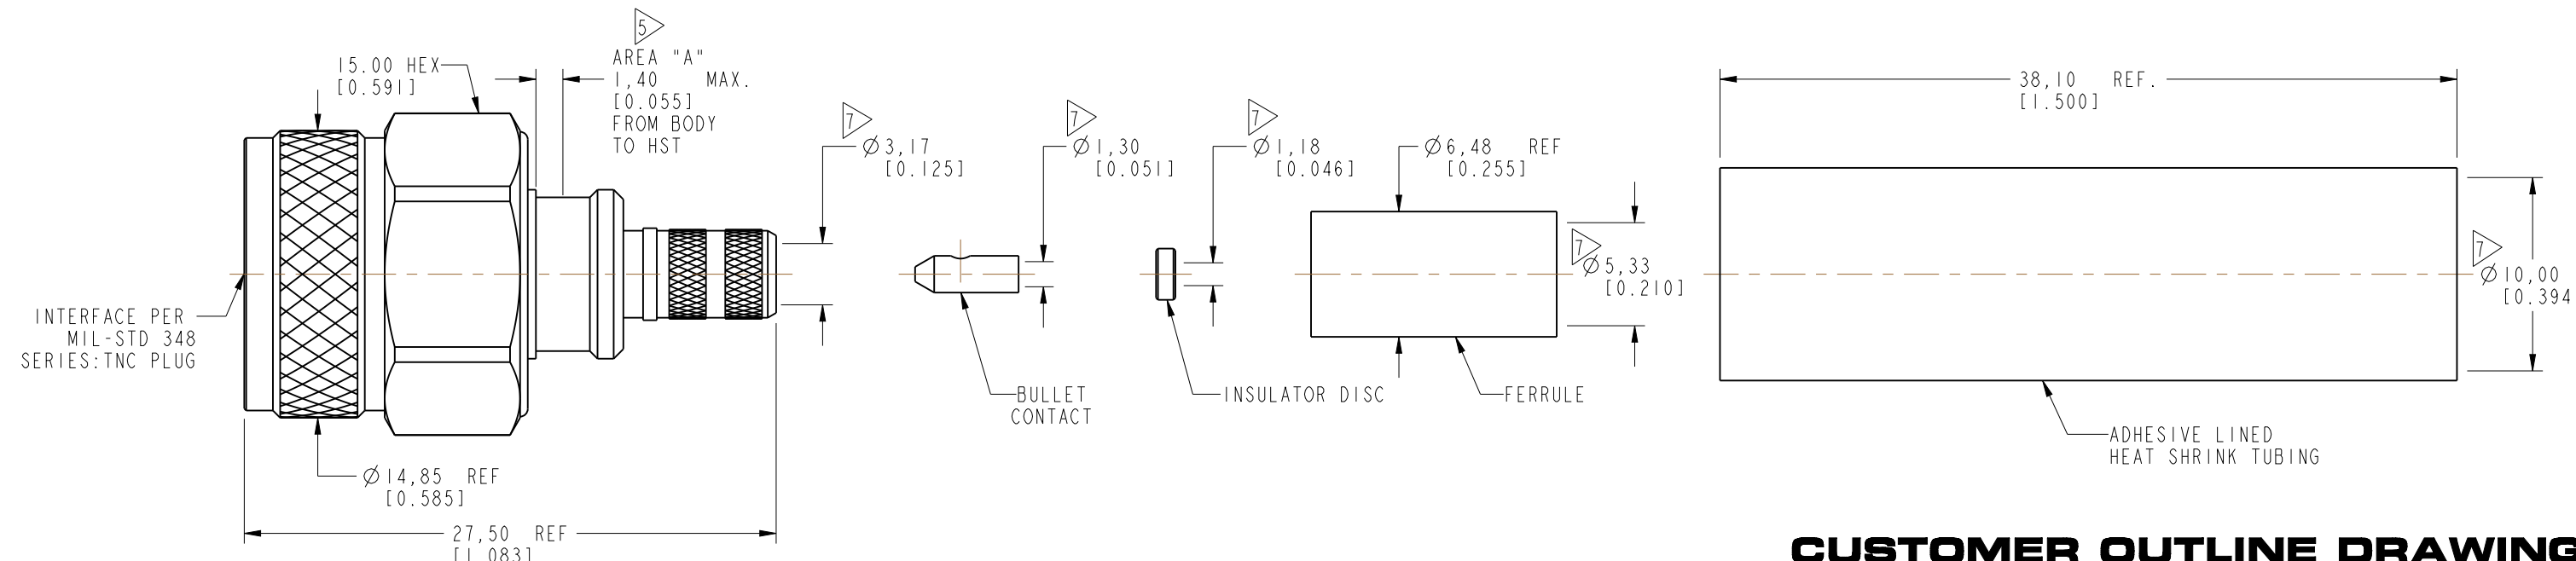 5
AREA "A"
1,40 MAX.
[0.055]
FROM BODY
TO HST
15.00 HEX
[0.591]
7
Ø3,17
[0.125]
7
Ø1,30
[0.051]
7
Ø1,18
[0.046]
Ø6,48 REF
[0.255]
38,10 REF.
[1.500]
7
Ø5,33
[0.210]
7
Ø10,00
[0.394
INTERFACE PER
MIL-STD 348
SERIES:TNC PLUG
BULLET
CONTACT
INSULATOR DISC
FERRULE
ADHESIVE LINED
HEAT SHRINK TUBING
Ø14,85 REF
[0.585]
27,50 REF
[1.083]
CUSTOMER OUTLINE DRAWING